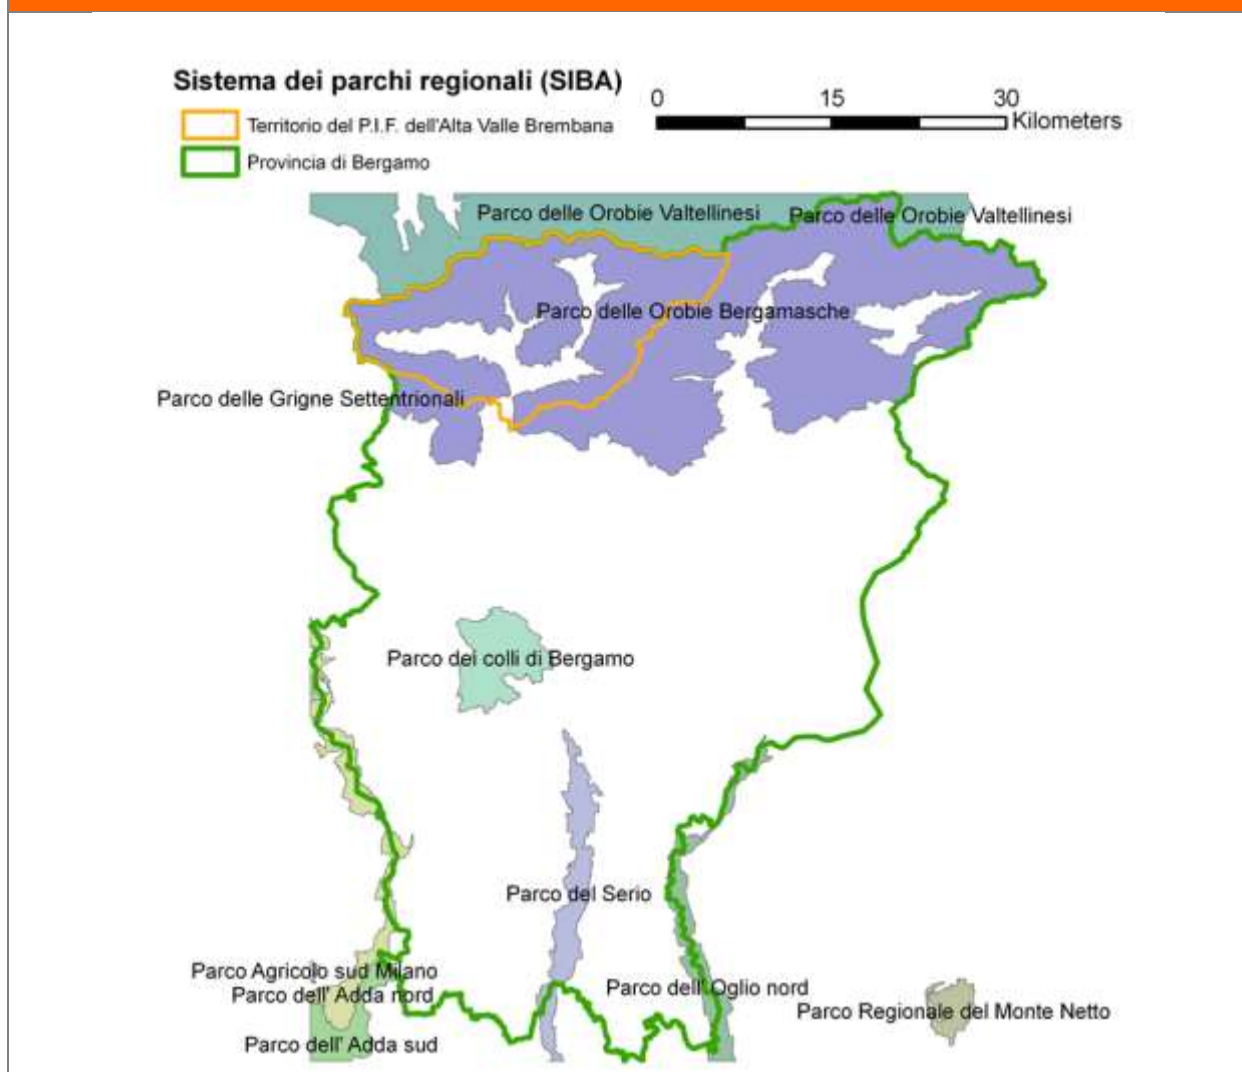 Sistema dei parchi regionali (SIBA)
0 15 30
Kilometers
Territorio del P.I.F. dell'Alta Valle Brembana
Provincia di Bergamo
Parco delle Orobie Valtellinesi
Parco delle Orobie Valtellinesi
Parco delle Orobie Bergamasche
Parco delle Grigne Settentrionali
Parco dei colli di Bergamo
Parco del Serio
Parco Agricolo sud Milano
Parco dell' Adda nord
Parco dell' Oglio nord
Parco Regionale del Monte Netto
Parco dell' Adda sud